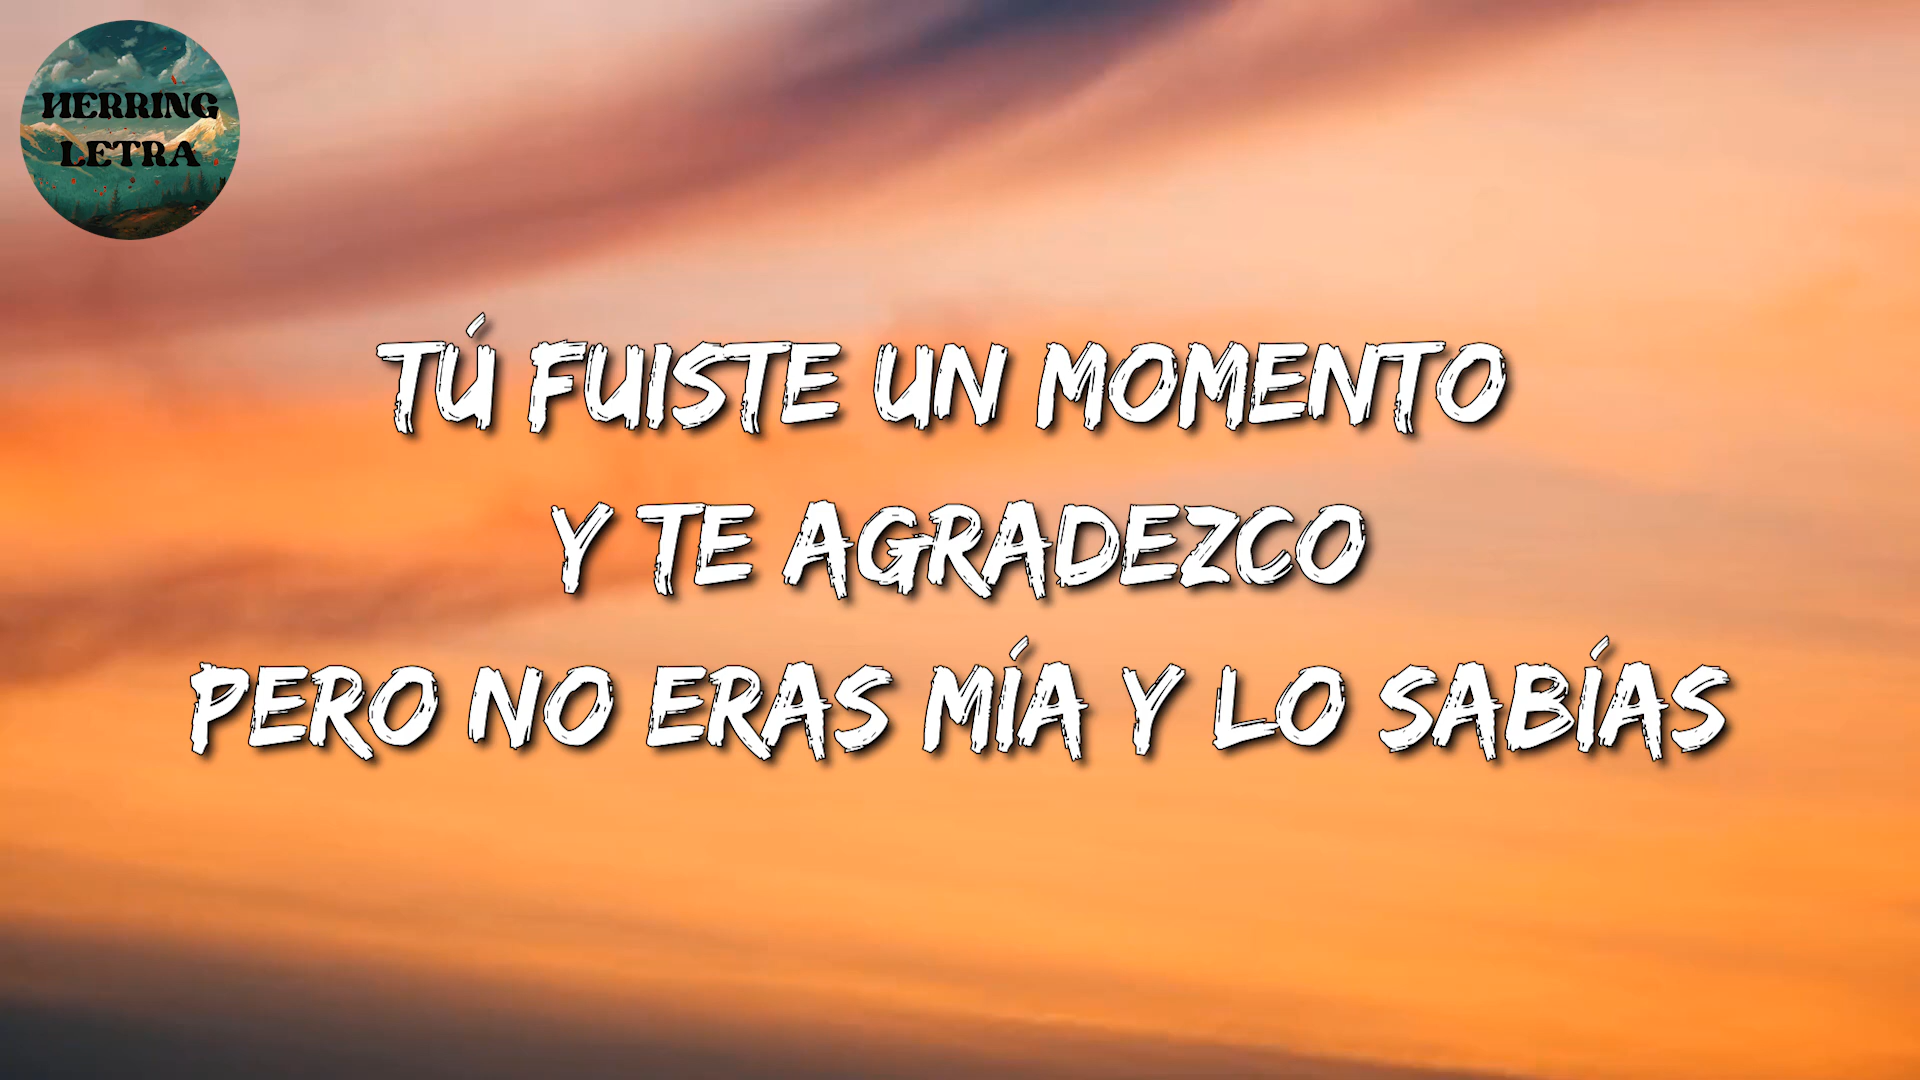 HERRING
LETRA
TÚ FUISTE UN MOMENTO
Y TE AGRADEZCO
PERO NO ERAS MÍA Y LO SABÍAS